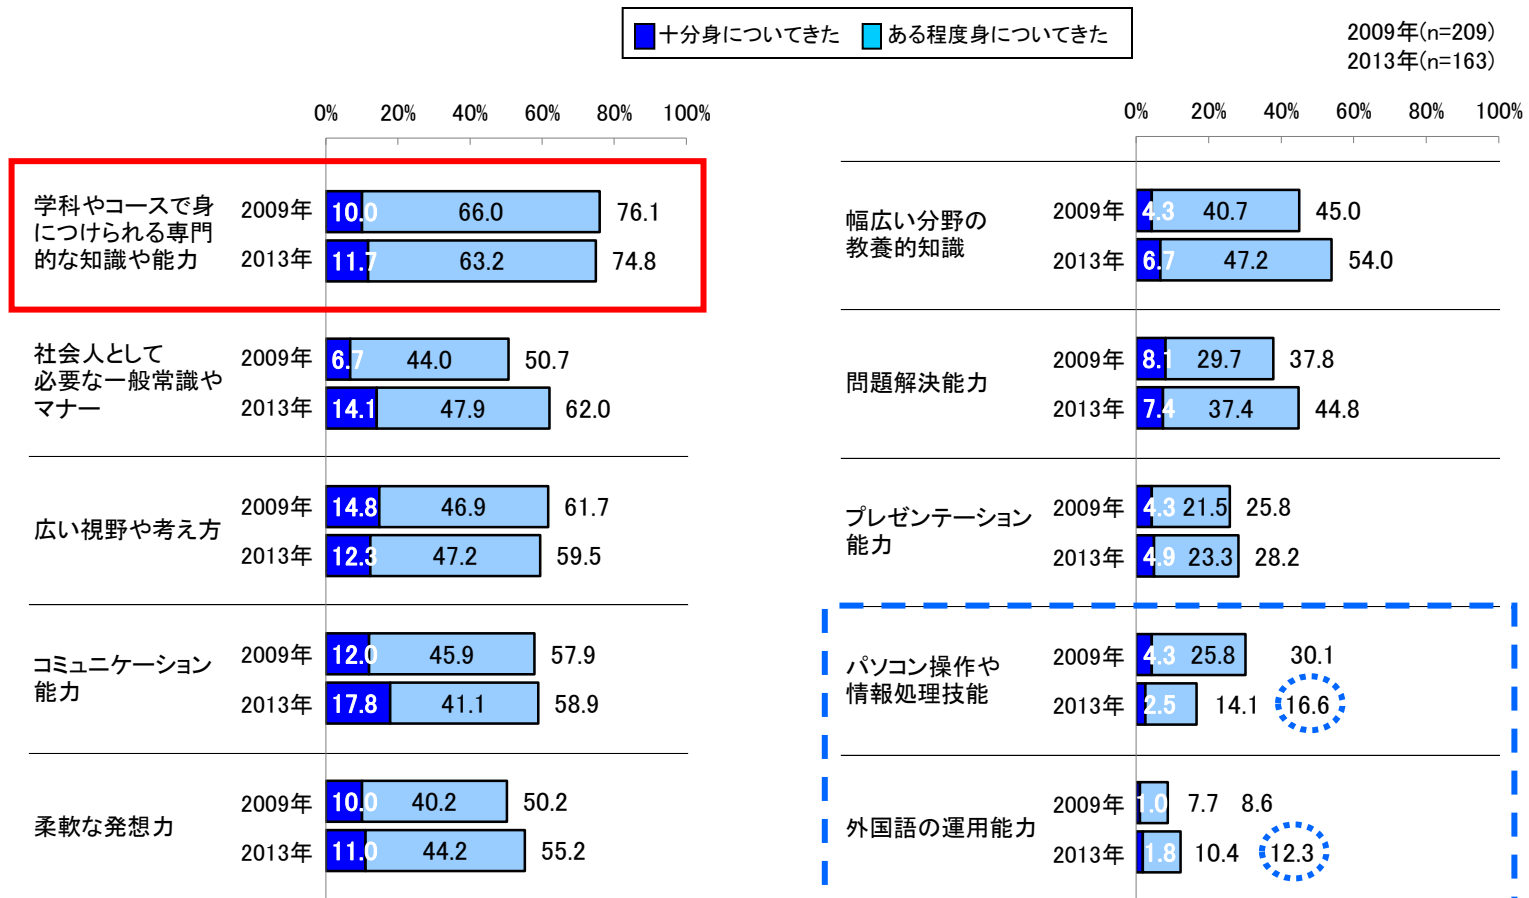 十分身についてきた ある程度身についてきた
2009年(n=209)
2013年(n=163)
0% 20% 40% 60% 80% 100%
学科やコースで身
につけられる専門
的な知識や能力
2009年 10.0 66.0 76.1
2013年 11.7 63.2 74.8
社会人として
必要な一般常識や
マナー
2009年 6.7 44.0 50.7
2013年 14.1 47.9 62.0
広い視野や考え方
2009年 14.8 46.9 61.7
2013年 12.3 47.2 59.5
コミュニケーション
能力
2009年 12.0 45.9 57.9
2013年 17.8 41.1 58.9
柔軟な発想力
2009年 10.0 40.2 50.2
2013年 11.0 44.2 55.2
0% 20% 40% 60% 80% 100%
幅広い分野の
教養的知識
2009年 4.3 40.7 45.0
2013年 6.7 47.2 54.0
問題解決能力
2009年 8.1 29.7 37.8
2013年 7.4 37.4 44.8
プレゼンテーション
能力
2009年 4.3 21.5 25.8
2013年 4.9 23.3 28.2
パソコン操作や
情報処理技能
2009年 4.3 25.8 30.1
2013年 2.5 14.1 16.6
外国語の運用能力
2009年 1.0 7.7 8.6
2013年 1.8 10.4 12.3